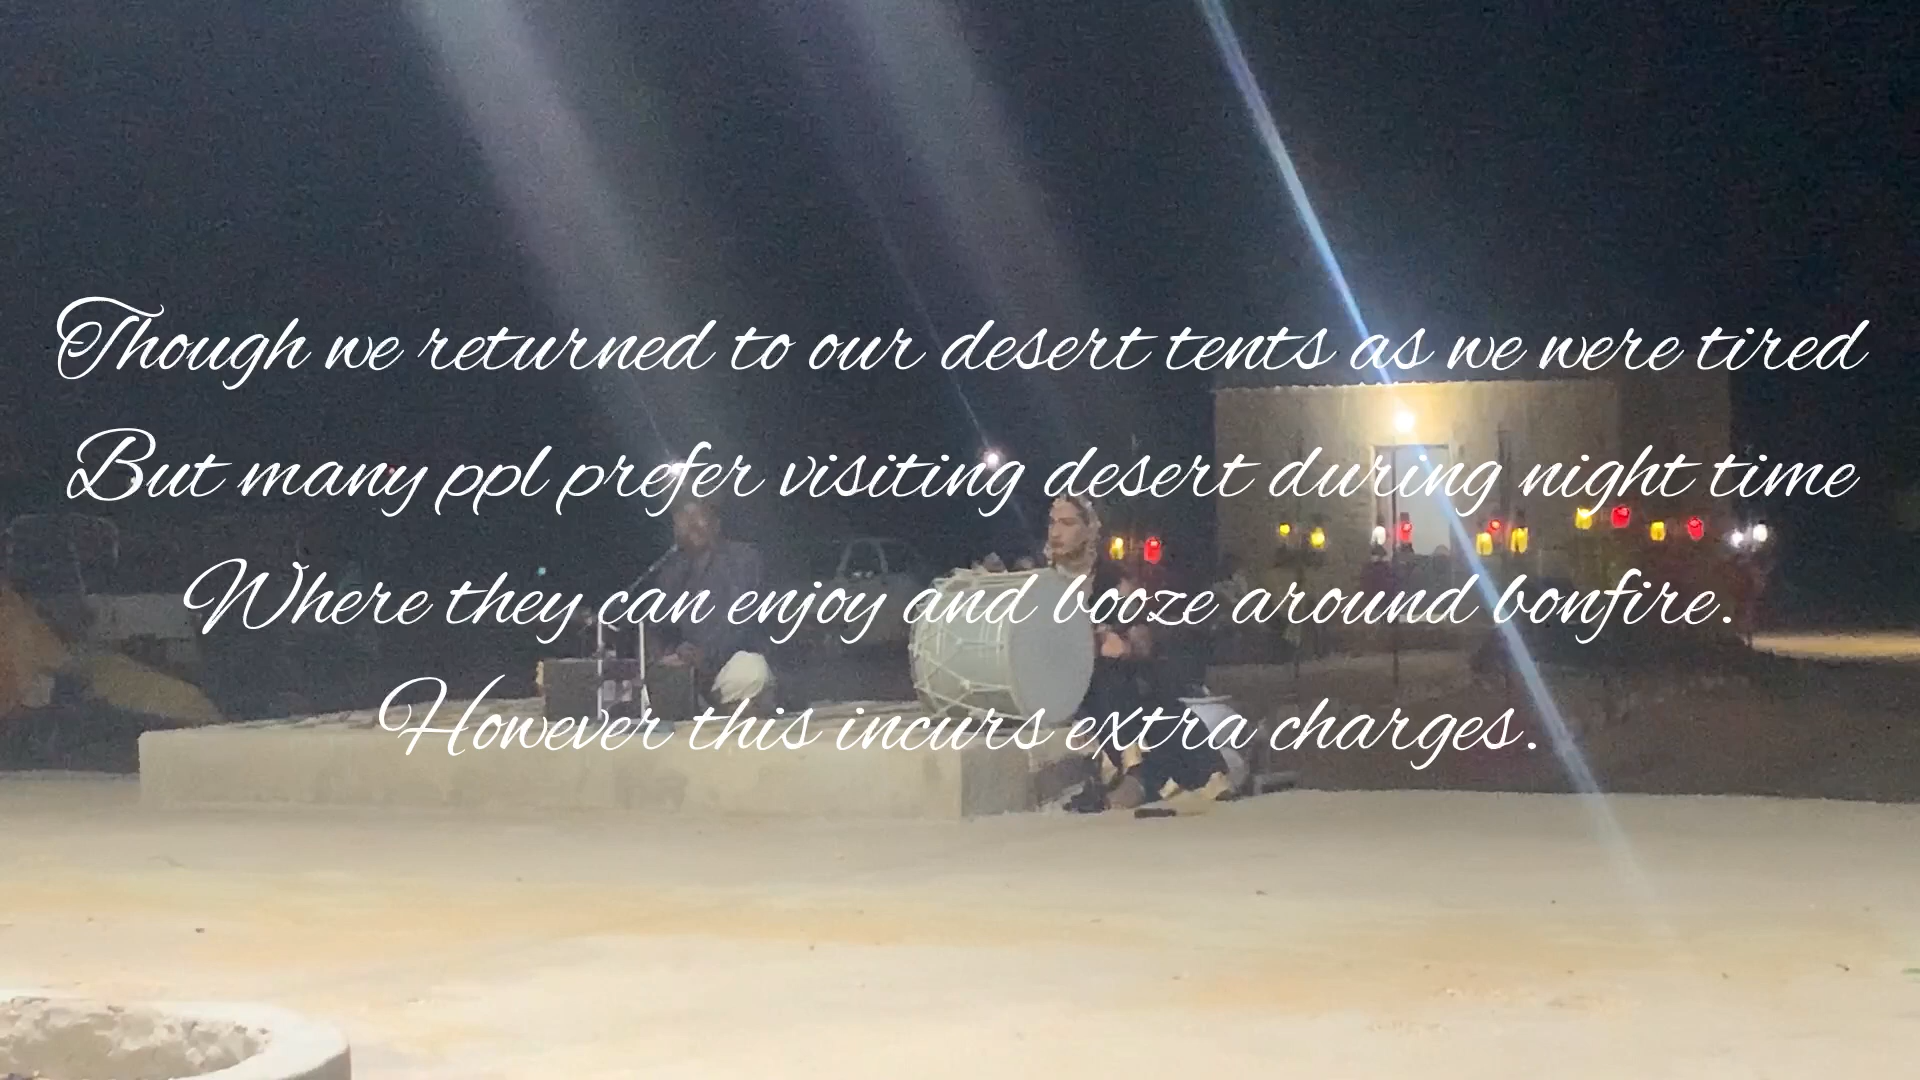 Though we returned to our desert tents as we were tired
But many ppl prefer visiting desert during night time
Where they can enjoy and booze around bonfire.
However this incurs extra charges.